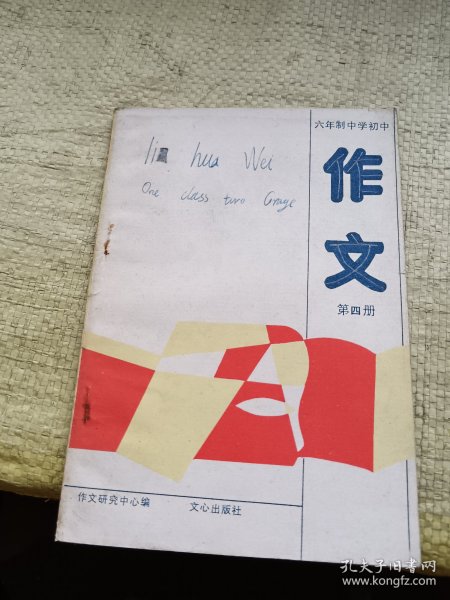 六年制中学初中
作文
第四册
hua Wei
One class two Grage
作文研究中心编 文心出版社
孔夫子旧书网
www.kongfz.com